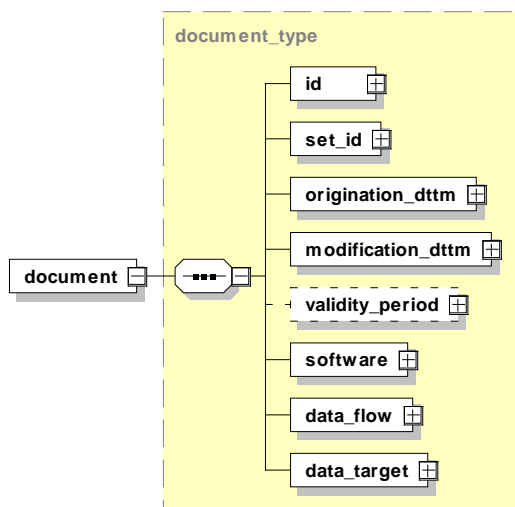 document_type
id
set_id
origination_dttm
modification_dttm
document
validity_period
software
data_flow
data_target